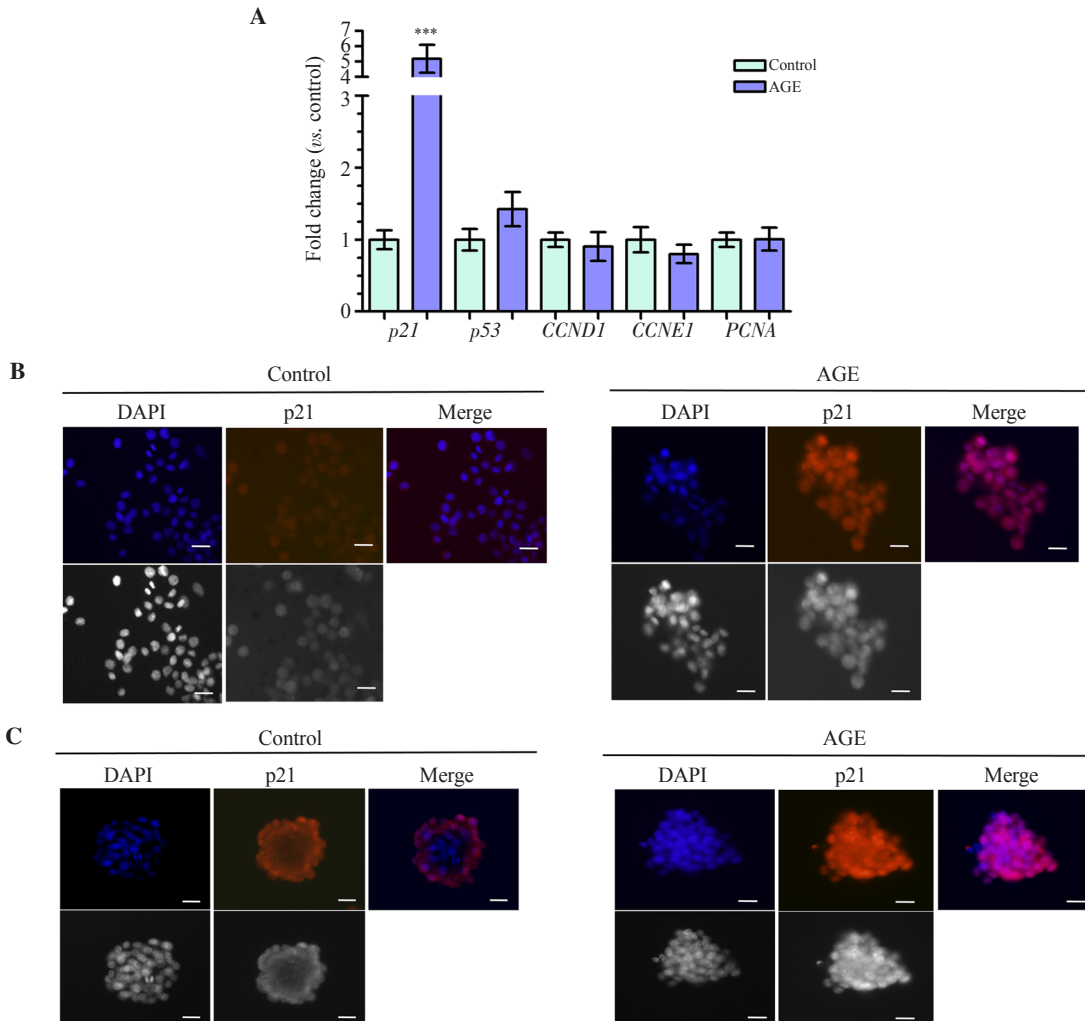 A
7
6
5
4
3
2
1
0
Fold change (vs. control)
***
Control
AGE
p21 p53 CCND1 CCNE1 PCNA
B
Control
DAPI p21 Merge
AGE
DAPI p21 Merge
C
Control
DAPI p21 Merge
AGE
DAPI p21 Merge